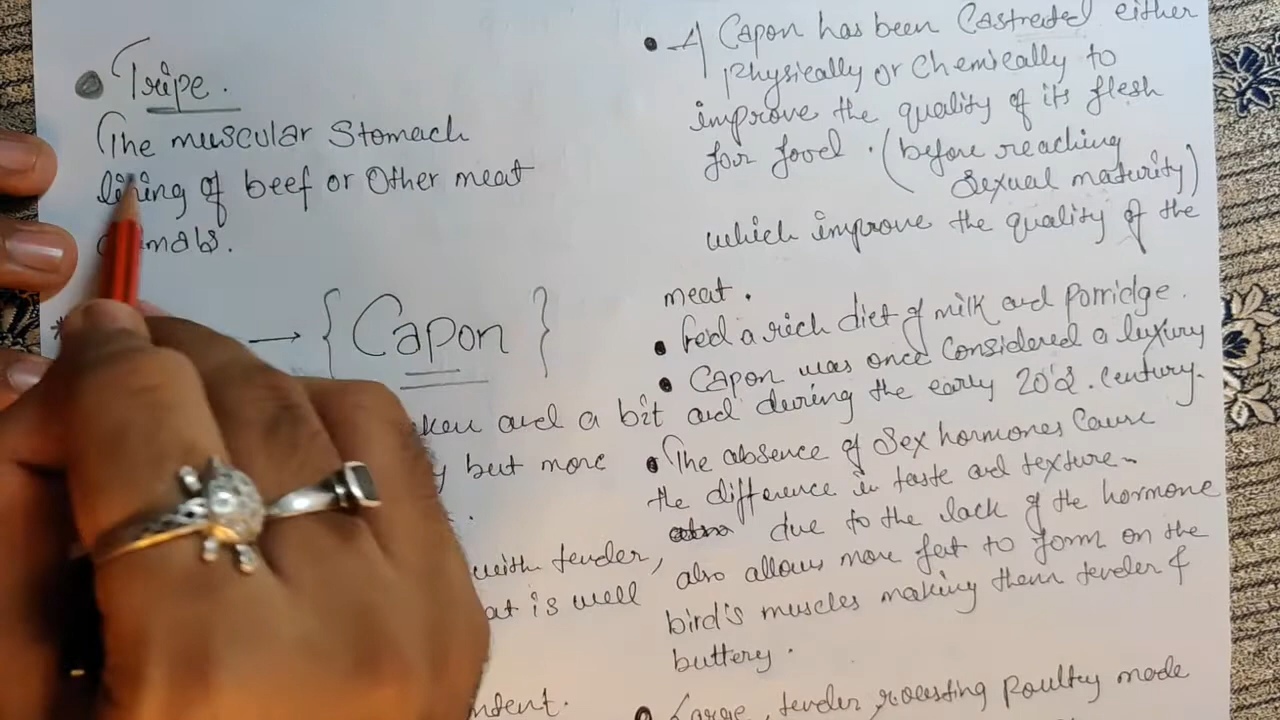 Tripe.
The muscular Stomach
lining of beef or Other meat
animals.
→ { Capon }
and a bit
but more
with tender,
is well
• A Capon has been Castrated either
physically or Chemically to
improve the quality of its flesh
for food. (before reaching
Sexual maturity)
which improve the quality of the
meat.
• Feed a rich diet of milk and Porridge.
• Capon was once Considered a luxury
and during the early 20's. Century.
• The absence of Sex hormones Cause
the difference in taste and texture
due to the lack of the hormone
also allows more fat to form on the
bird's muscles making them tender &
buttery.
• Large, tender, roasting Poultry made